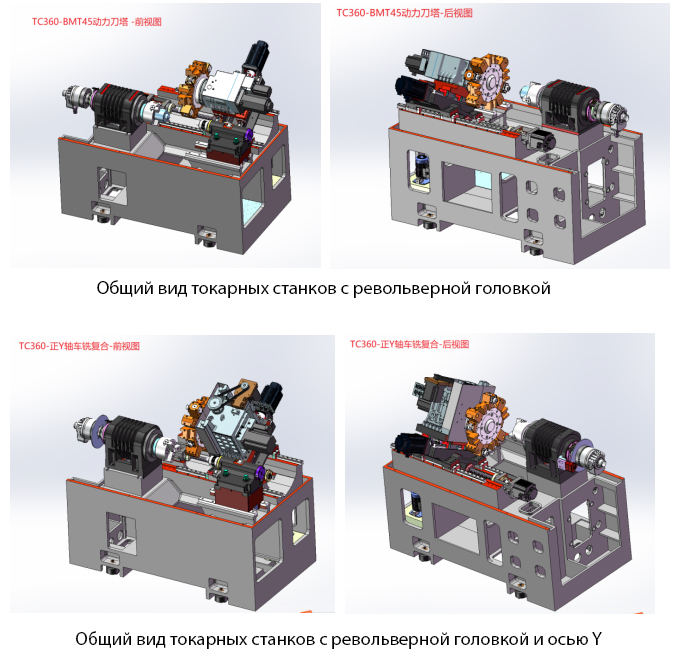 TC360-BMT45动力刀塔 -前视图
TC360-BMT45动力刀塔-后视图
Общий вид токарных станков с револьверной головкой
TC360-正Y轴车铣复合-前视图
TC360-正Y轴车铣复合-后视图
Общий вид токарных станков с револьверной головкой и осью Y